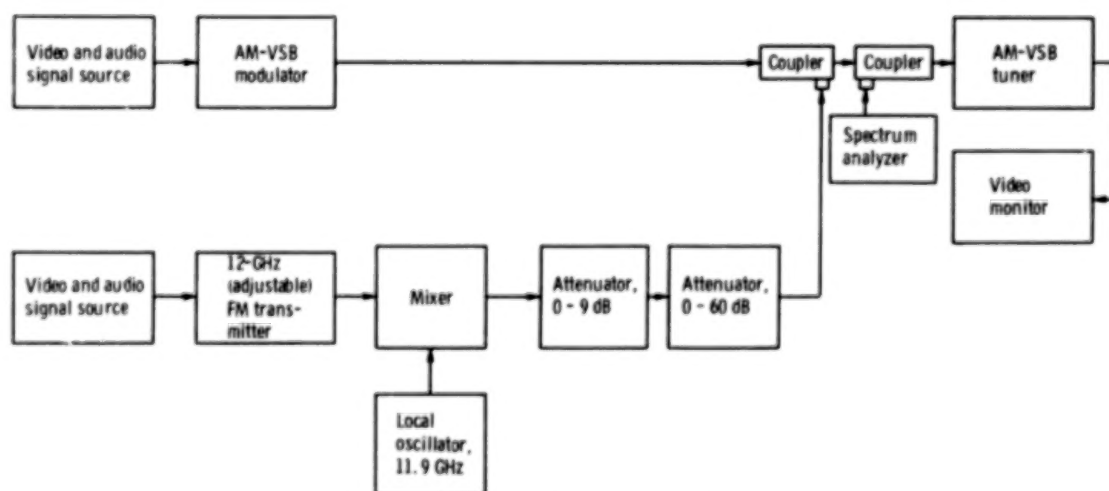 Video and audio
signal source
AM-VSB
modulator
Coupler
Coupler
AM-VSB
tuner
Spectrum
analyzer
Video
monitor
Video and audio
signal source
12-GHz
(adjustable)
FM trans-
mitter
Mixer
Attenuator,
0 - 9 dB
Attenuator,
0 - 60 dB
Local
oscillator,
11.9 GHz